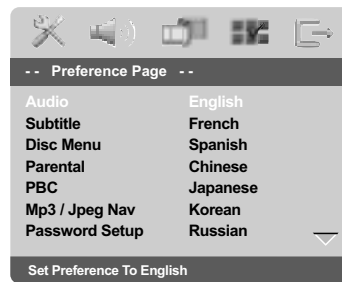 -- Preference Page --
Audio English
Subtitle French
Disc Menu Spanish
Parental Chinese
PBC Japanese
Mp3 / Jpeg Nav Korean
Password Setup Russian
Set Preference To English